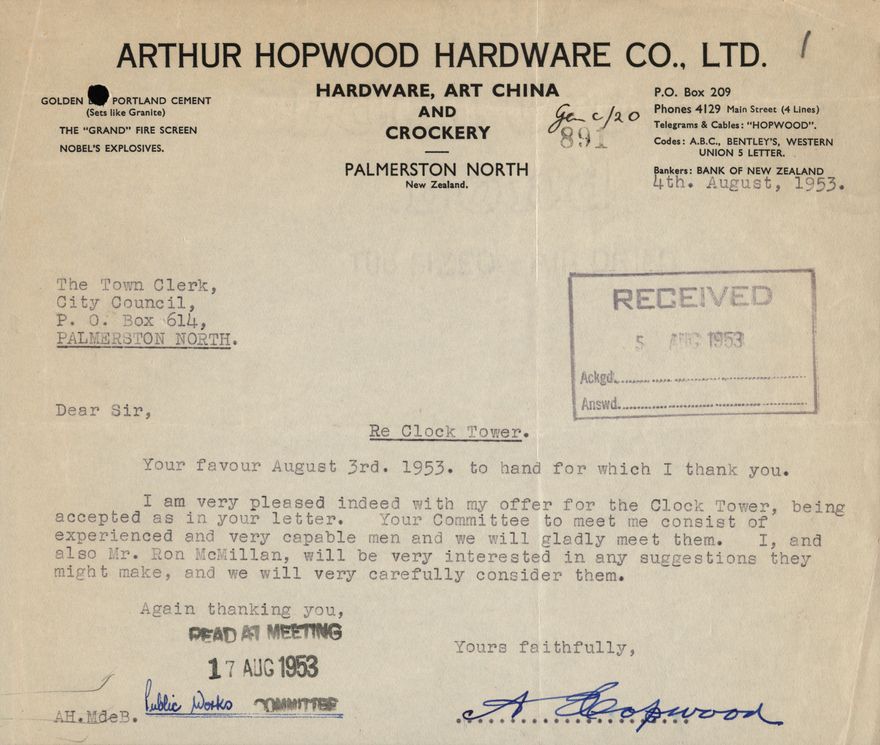 1
ARTHUR HOPWOOD HARDWARE CO., LTD.
GOLDEN PORTLAND CEMENT
(Sets like Granite)
THE "GRAND" FIRE SCREEN
NOBEL'S EXPLOSIVES.
HARDWARE, ART CHINA
AND
CROCKERY
PALMERSTON NORTH
New Zealand.
Gen c/20
891
P.O. Box 209
Phones 4129 Main Street (4 Lines)
Telegrams & Cables: "HOPWOOD".
Codes: A.B.C., BENTLEY'S, WESTERN
UNION 5 LETTER.
Bankers: BANK OF NEW ZEALAND
4th. August, 1953.
The Town Clerk,
City Council,
P. O. Box 614,
PALMERSTON NORTH.
RECEIVED
5 AUG 1953
Ackgd.
Answd.
Dear Sir,
Re Clock Tower.
Your favour August 3rd. 1953. to hand for which I thank you.
I am very pleased indeed with my offer for the Clock Tower, being
accepted as in your letter. Your Committee to meet me consist of
experienced and very capable men and we will gladly meet them. I, and
also Mr. Ron McMillan, will be very interested in any suggestions they
might make, and we will very carefully consider them.
Again thanking you,
READ AT MEETING
17 AUG 1953
Public Works COMMITTEE
Yours faithfully,
A Hopwood
AH.MdeB.